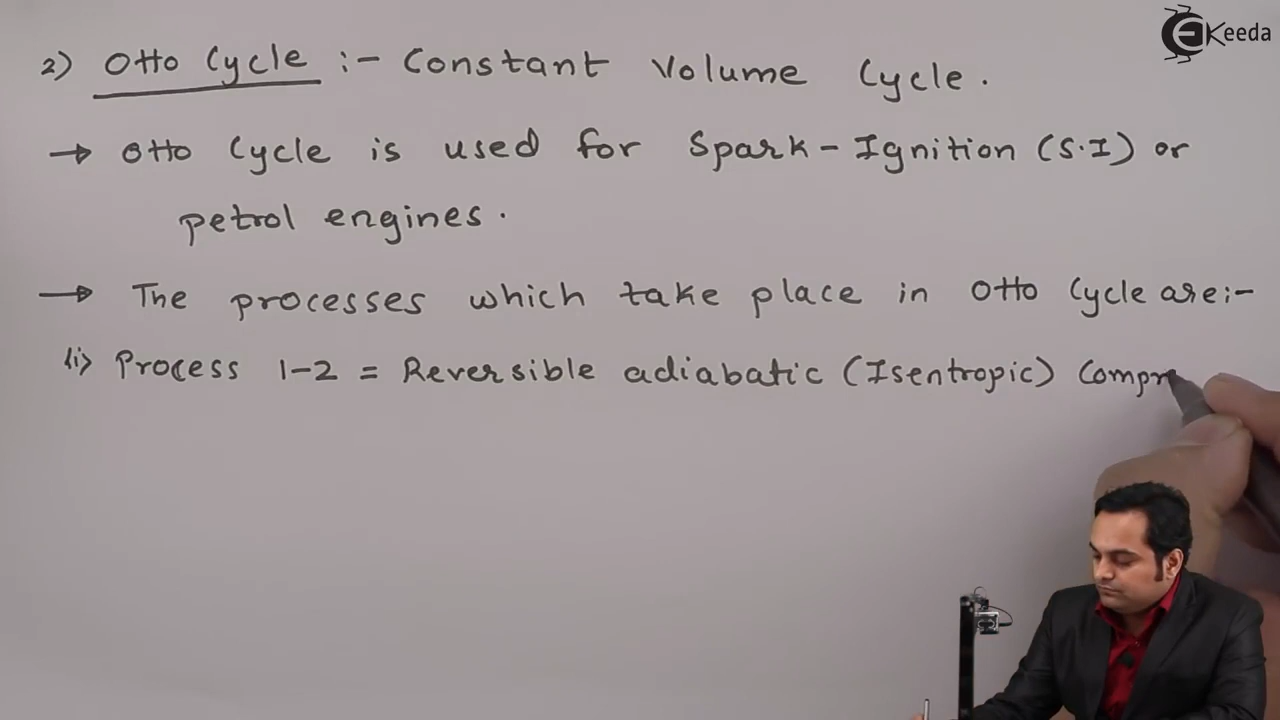 EKeeda
2) Otto Cycle :- Constant Volume Cycle.
→ Otto Cycle is used for Spark-Ignition (S.I) or
petrol engines.
→ The processes which take place in Otto Cycle are:-
(i) Process 1-2 = Reversible adiabatic (Isentropic) Compr